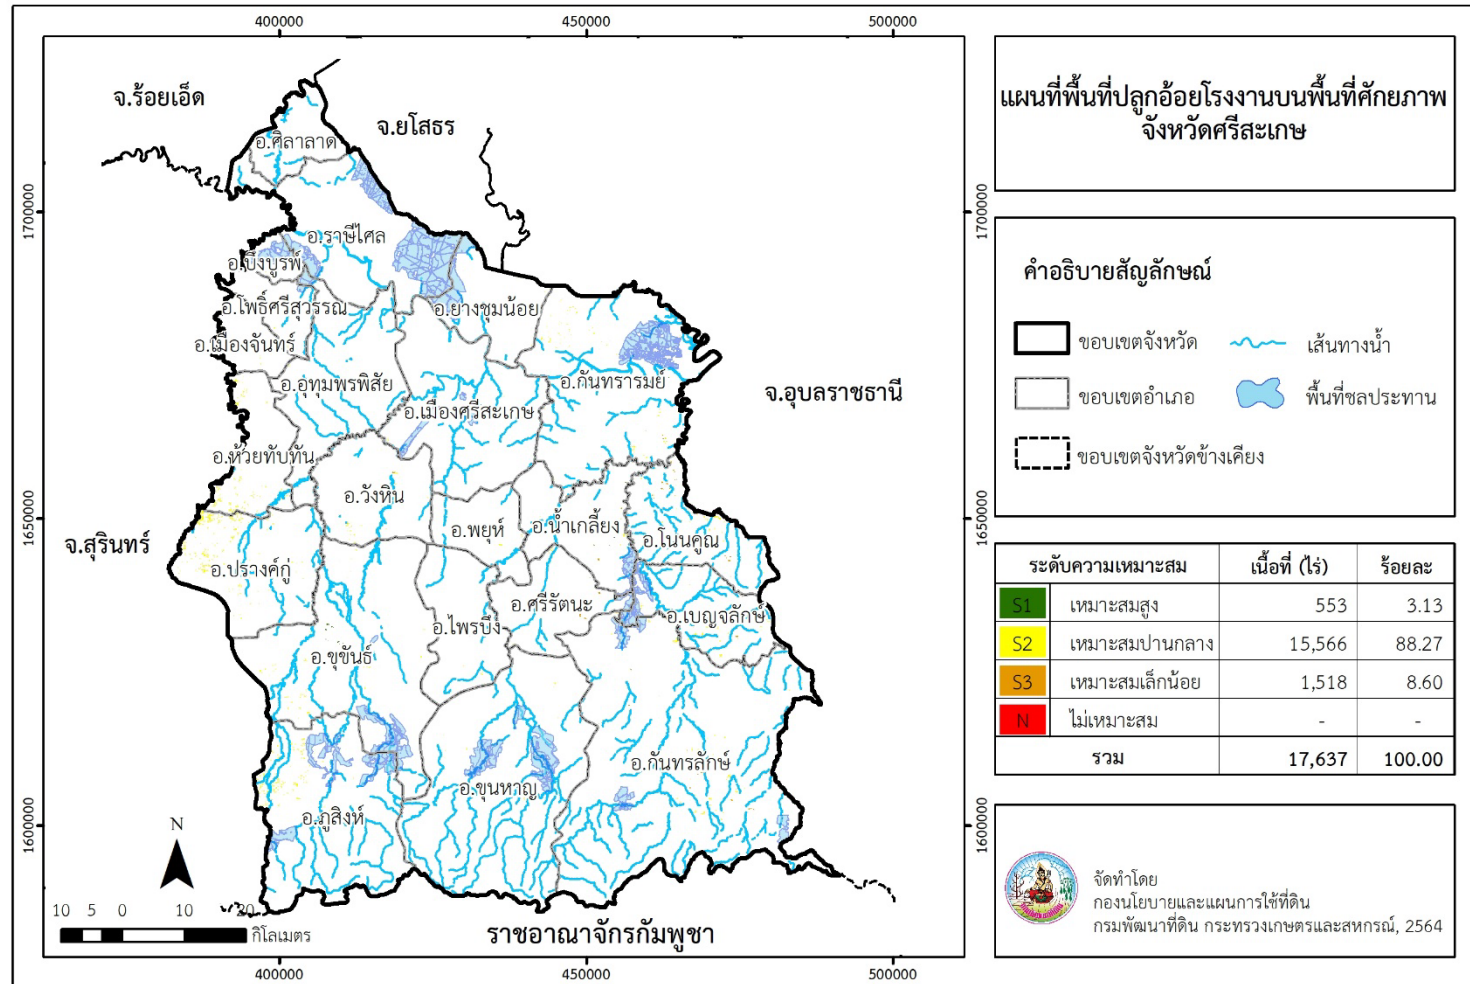 400000
450000
500000
จ.ร้อยเอ็ด
จ.ยโสธร
อ.ศิลาลาด
1700000
1700000
อ.ราษีไศล
อ.บึงบูรพ์
อ.โพธิ์ศรีสุวรรณ
อ.ยางชุมน้อย
อ.เมืองจันทร์
อ.อุทุมพรพิสัย
อ.กันทรารมย์
อ.เมืองศรีสะเกษ
จ.อุบลราชธานี
อ.ห้วยทับทัน
อ.วังหิน
อ.พยุห์
อ.น้ำเกลี้ยง
อ.โนนคูณ
1650000
1650000
จ.สุรินทร์
อ.ปรางค์กู่
อ.ศรีรัตนะ
อ.เบญจลักษ์
อ.ไพรบึง
อ.ขุขันธ์
อ.กันทรลักษ์
อ.ขุนหาญ
อ.ภูสิงห์
1600000
1600000
N
10 5 0 10 20
กิโลเมตร
ราชอาณาจักรกัมพูชา
400000
450000
500000
แผนที่พื้นที่ปลูกอ้อยโรงงานบนพื้นที่ศักยภาพ
จังหวัดศรีสะเกษ
คำอธิบายสัญลักษณ์
ขอบเขตจังหวัด เส้นทางน้ำ
ขอบเขตอำเภอ พื้นที่ชลประทาน
ขอบเขตจังหวัดข้างเคียง
ระดับความเหมาะสม เนื้อที่ (ไร่) ร้อยละ
S1 เหมาะสมสูง 553 3.13
S2 เหมาะสมปานกลาง 15,566 88.27
S3 เหมาะสมเล็กน้อย 1,518 8.60
N ไม่เหมาะสม - -
รวม 17,637 100.00
จัดทำโดย
กองนโยบายและแผนการใช้ที่ดิน
กรมพัฒนาที่ดิน กระทรวงเกษตรและสหกรณ์, 2564